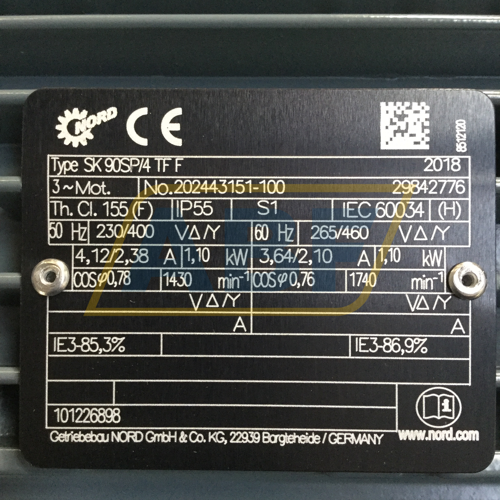 NORD CE
8512120
Type SK 90SP/4 TF F 2018
3~Mot. No. 202443151-100 29842776
Th. Cl. 155 (F) IP55 S1 IEC 60034 (H)
50 Hz 230/400 V Δ/Y 60 Hz 265/460 V Δ/Y
4,12/2,38 A 1,10 kW 3,64/2,10 A 1,10 kW
COSφ0,78 1430 min⁻¹ COSφ0,76 1740 min⁻¹
V Δ/Y V Δ/Y
A A
IE3-85,3% IE3-86,9%
101226898
Getriebebau NORD GmbH & Co. KG, 22939 Bargteheide / GERMANY www.nord.com